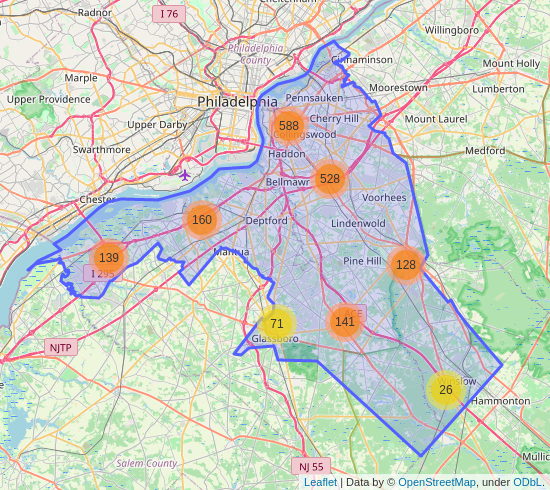 Cheltenham
Radnor
I 76
Willingboro
Philadelphia
County
Cinnaminson
Mount Holly
Marple
Moorestown
Lumberton
Upper Providence
Philadelphia
Pennsauken
Upper Darby
588
Cherry Hill
Mount Laurel
Collingswood
Swarthmore
Haddon
Medford
528
Bellmawr
Chester
Voorhees
160
Deptford
Lindenwold
Mantua
139
Pine Hill
128
I 295
71
141
Glassboro
NJTP
26
Winslow
Hammonton
Salem County
NJ 55
Mullica
Leaflet | Data by © OpenStreetMap, under ODbL.